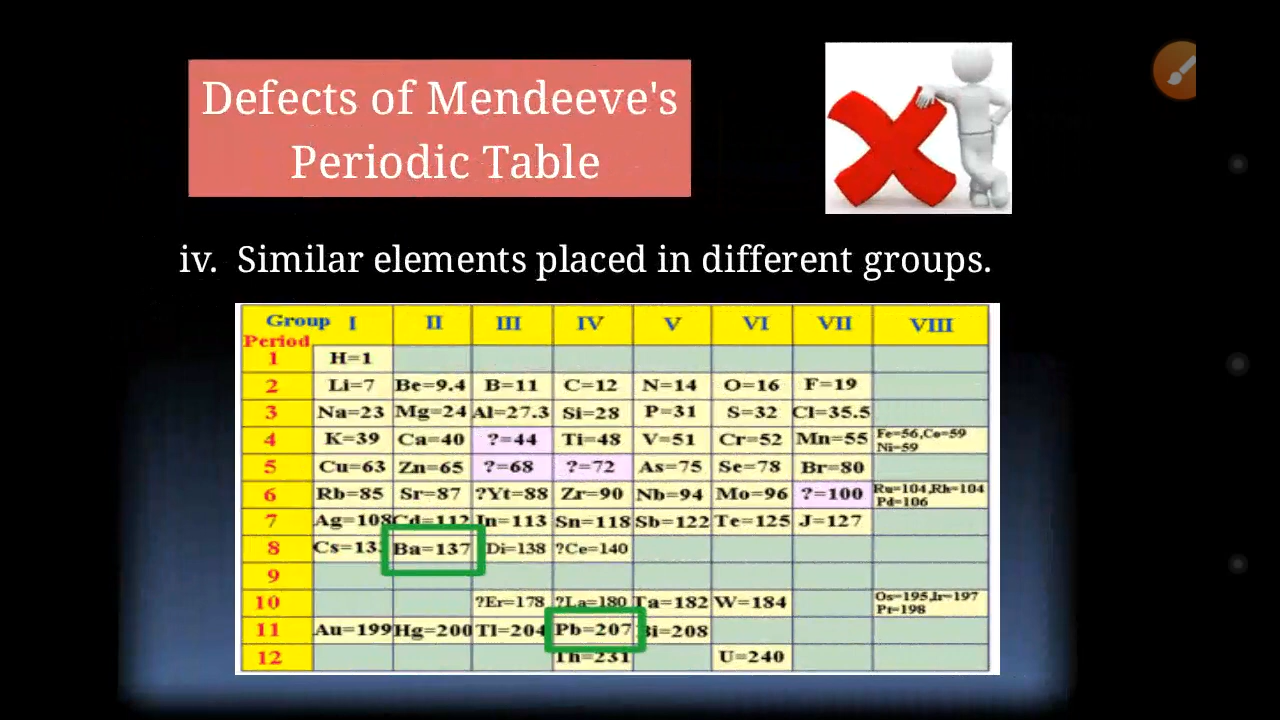 Defects of Mendeeve's
Periodic Table
iv. Similar elements placed in different groups.
Group I II III IV V VI VII VIII
Period
1 H=1
2 Li=7 Be=9.4 B=11 C=12 N=14 O=16 F=19
3 Na=23 Mg=24 Al=27.3 Si=28 P=31 S=32 Cl=35.5
4 K=39 Ca=40 ?=44 Ti=48 V=51 Cr=52 Mn=55 Fe=56,Co=59
Ni=59
5 Cu=63 Zn=65 ?=68 ?=72 As=75 Se=78 Br=80
6 Rb=85 Sr=87 ?Yt=88 Zr=90 Nb=94 Mo=96 ?=100 Ru=104,Rh=104
Pd=106
7 Ag=108 Cd=112 In=113 Sn=118 Sb=122 Te=125 J=127
8 Ba=137 Di=138 ?Ce=140
9
10 ?Er=178 ?La=180 Ta=182 W=184 Os=195,Ir=197
Pt=198
11 Au=199 Hg=200 Tl=204 Pb=207 Bi=208
12 Th=231 U=240